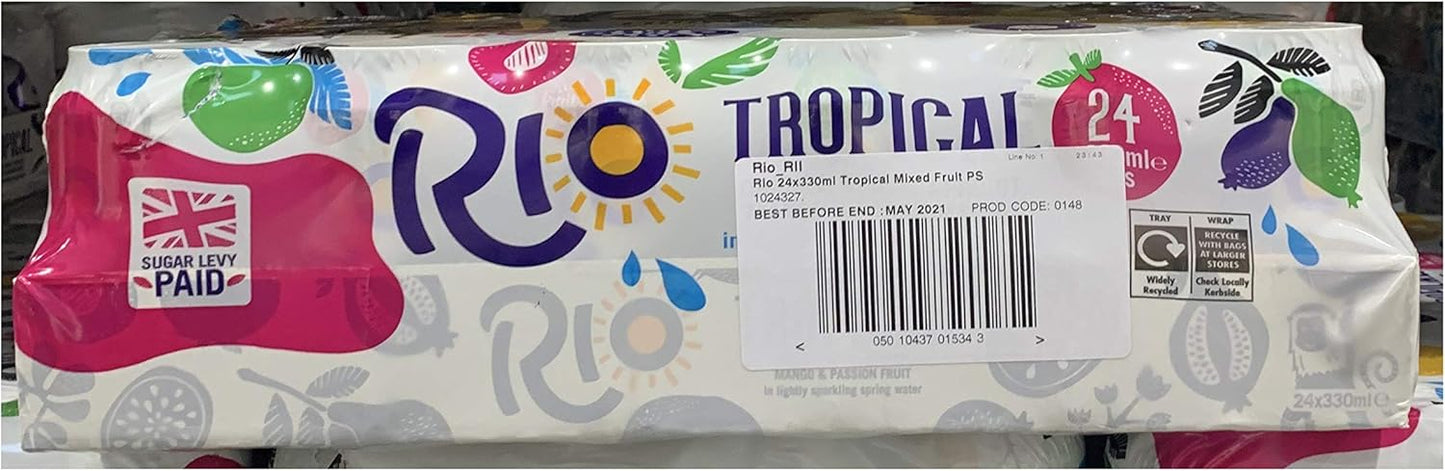 RIO
TROPICAL
24
mle
S
SUGAR LEVY
PAID
Rio_RII
Line No: 1 23:43
RIo 24x330ml Tropical Mixed Fruit PS
1024327.
BEST BEFORE END : MAY 2021 PROD CODE: 0148
050 10437 01534 3
< >
TRAY
Widely
Recycled
WRAP
RECYCLE
WITH BAGS
AT LARGER
STORES
Check Locally
Kerbside
RIO
MANGO & PASSION FRUIT
in lightly sparkling spring water
24x330mle